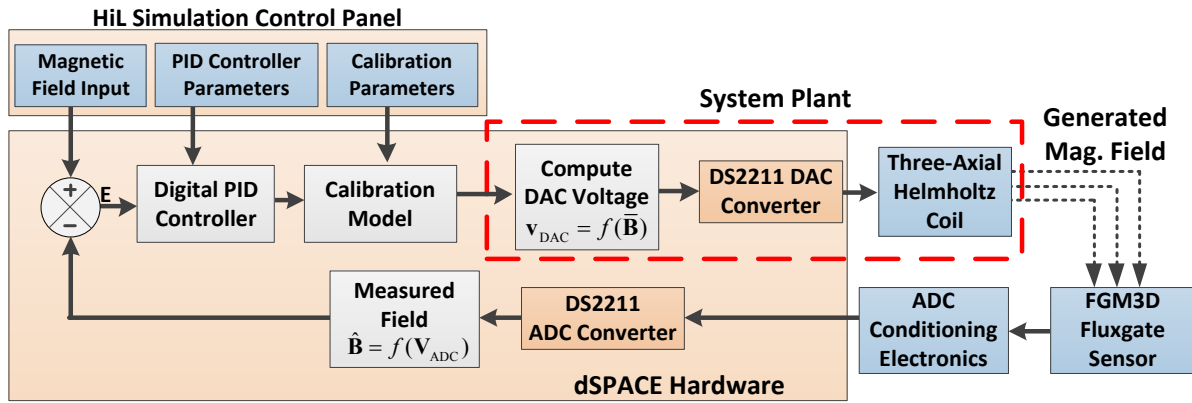 HiL Simulation Control Panel
Magnetic
Field Input
PID Controller
Parameters
Calibration
Parameters
System Plant
Generated
Mag. Field
+
−
E
Digital PID
Controller
Calibration
Model
Compute
DAC Voltage
v_DAC = f(B̅)
DS2211 DAC
Converter
Three-Axial
Helmholtz
Coil
Measured
Field
B̂ = f(V_ADC)
DS2211
ADC Converter
ADC
Conditioning
Electronics
FGM3D
Fluxgate
Sensor
dSPACE Hardware